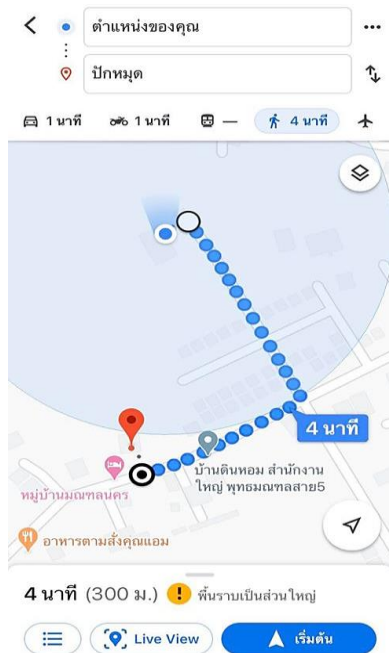 ตำแหน่งของคุณ
ปักหมุด
1 นาที 1 นาที — 4 นาที
4 นาที
บ้านดินหอม สำนักงาน
ใหญ่ พุทธมณฑลสาย5
หมู่บ้านมณฑลนคร
อาหารตามสั่งคุณแอม
4 นาที (300 ม.) พื้นราบเป็นส่วนใหญ่
Live View เริ่มต้น